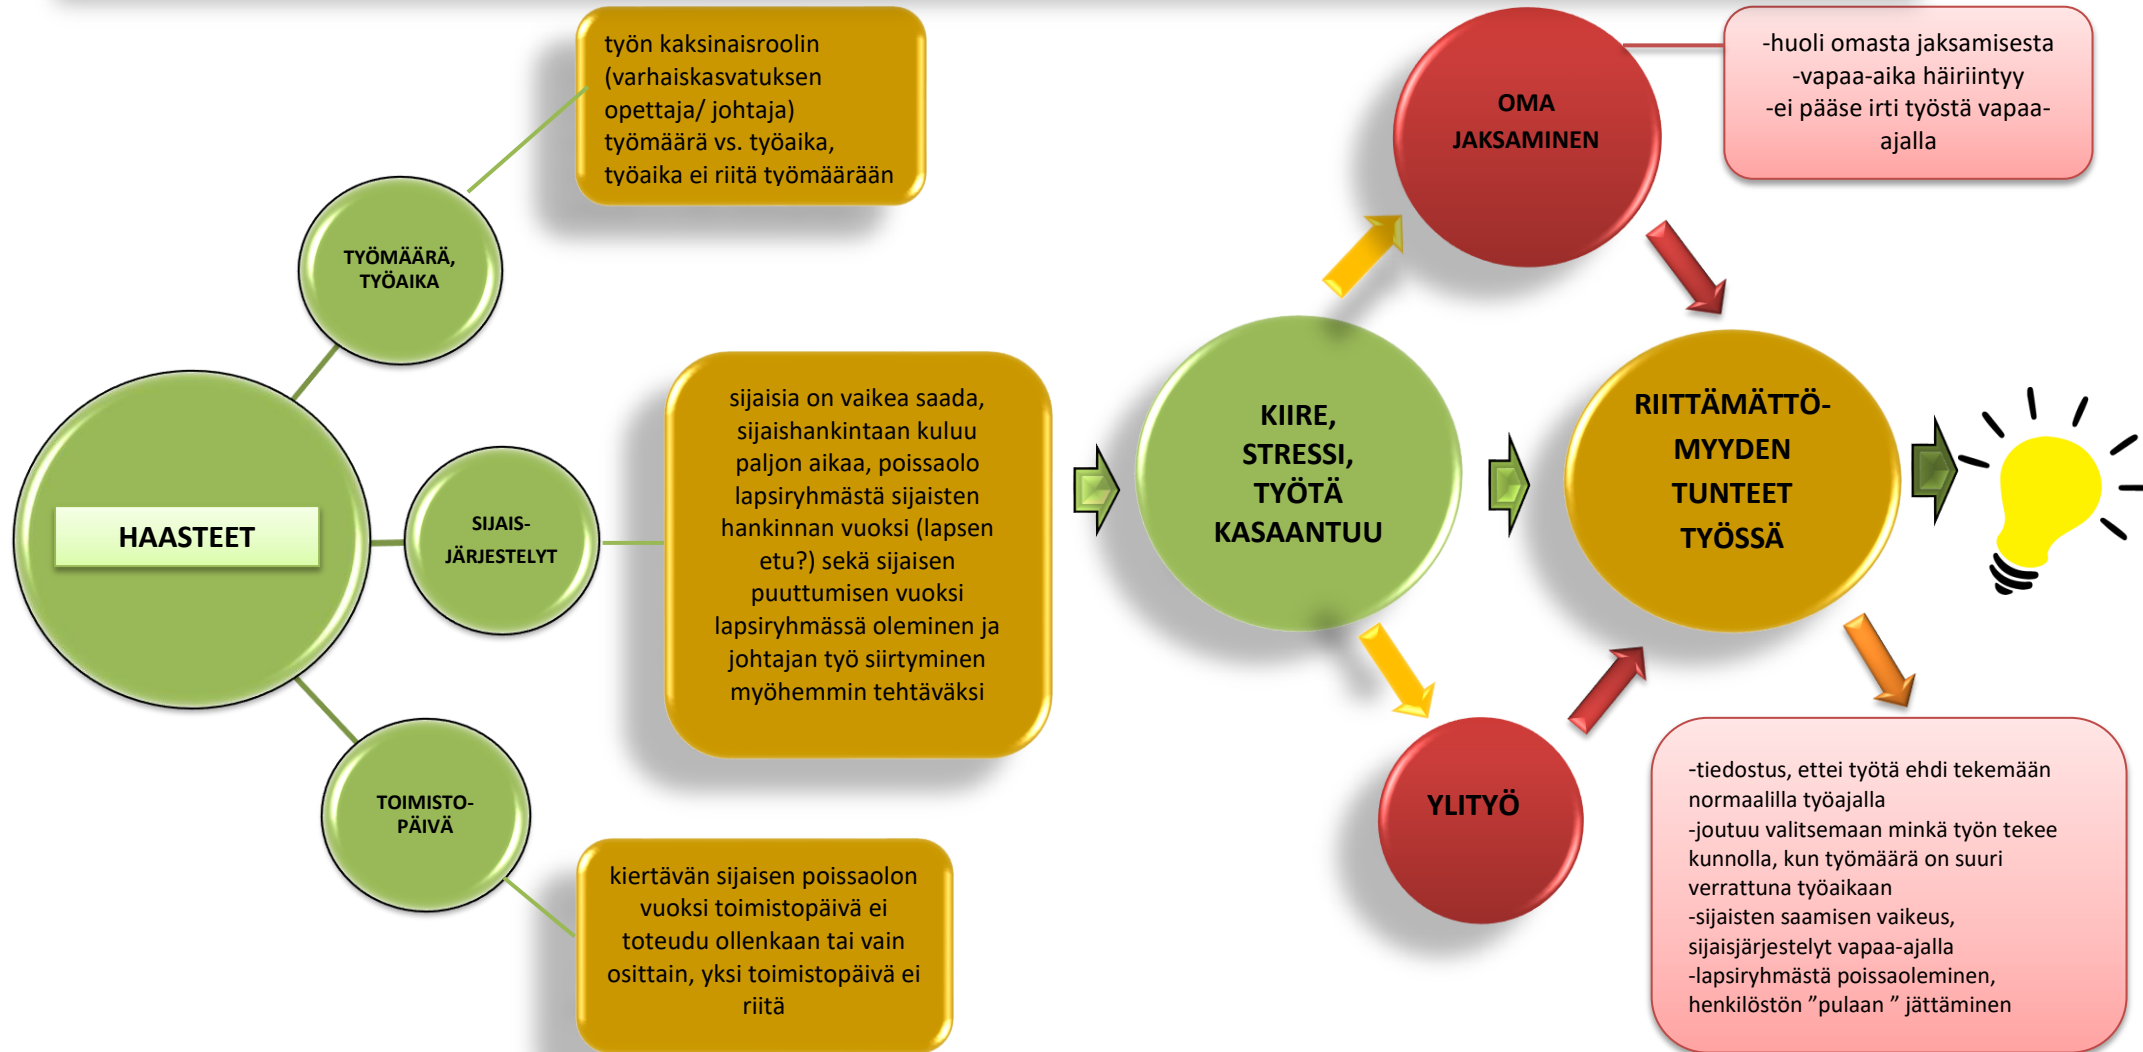 työn kaksinaisroolin
(varhaiskasvatuksen
opettaja/ johtaja)
työmäärä vs. työaika,
työaika ei riitä työmäärään
TYÖMÄÄRÄ,
TYÖAIKA
HAASTEET
SIJAIS-
JÄRJESTELYT
sijaisia on vaikea saada,
sijaishankintaan kuluu
paljon aikaa, poissaolo
lapsiryhmästä sijaisten
hankinnan vuoksi (lapsen
etu?) sekä sijaisen
puuttumisen vuoksi
lapsiryhmässä oleminen ja
johtajan työ siirtyminen
myöhemmin tehtäväksi
TOIMISTO-
PÄIVÄ
kiertävän sijaisen poissaolon
vuoksi toimistopäivä ei
toteudu ollenkaan tai vain
osittain, yksi toimistopäivä ei
riitä
KIIRE,
STRESSI,
TYÖTÄ
KASAANTUU
OMA
JAKSAMINEN
-huoli omasta jaksamisesta
-vapaa-aika häiriintyy
-ei pääse irti työstä vapaa-
ajalla
YLITYÖ
RIITTÄMÄTTÖ-
MYYDEN
TUNTEET
TYÖSSÄ
-tiedostus, ettei työtä ehdi tekemään
normaalilla työajalla
-joutuu valitsemaan minkä työn tekee
kunnolla, kun työmäärä on suuri
verrattuna työaikaan
-sijaisten saamisen vaikeus,
sijaisjärjestelyt vapaa-ajalla
-lapsiryhmästä poissaoleminen,
henkilöstön ”pulaan ” jättäminen